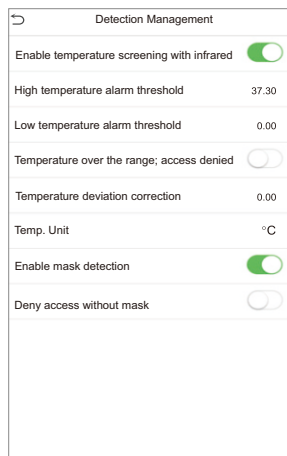 Detection Management
Enable temperature screening with infrared
High temperature alarm threshold 37.30
Low temperature alarm threshold 0.00
Temperature over the range; access denied
Temperature deviation correction 0.00
Temp. Unit °C
Enable mask detection
Deny access without mask